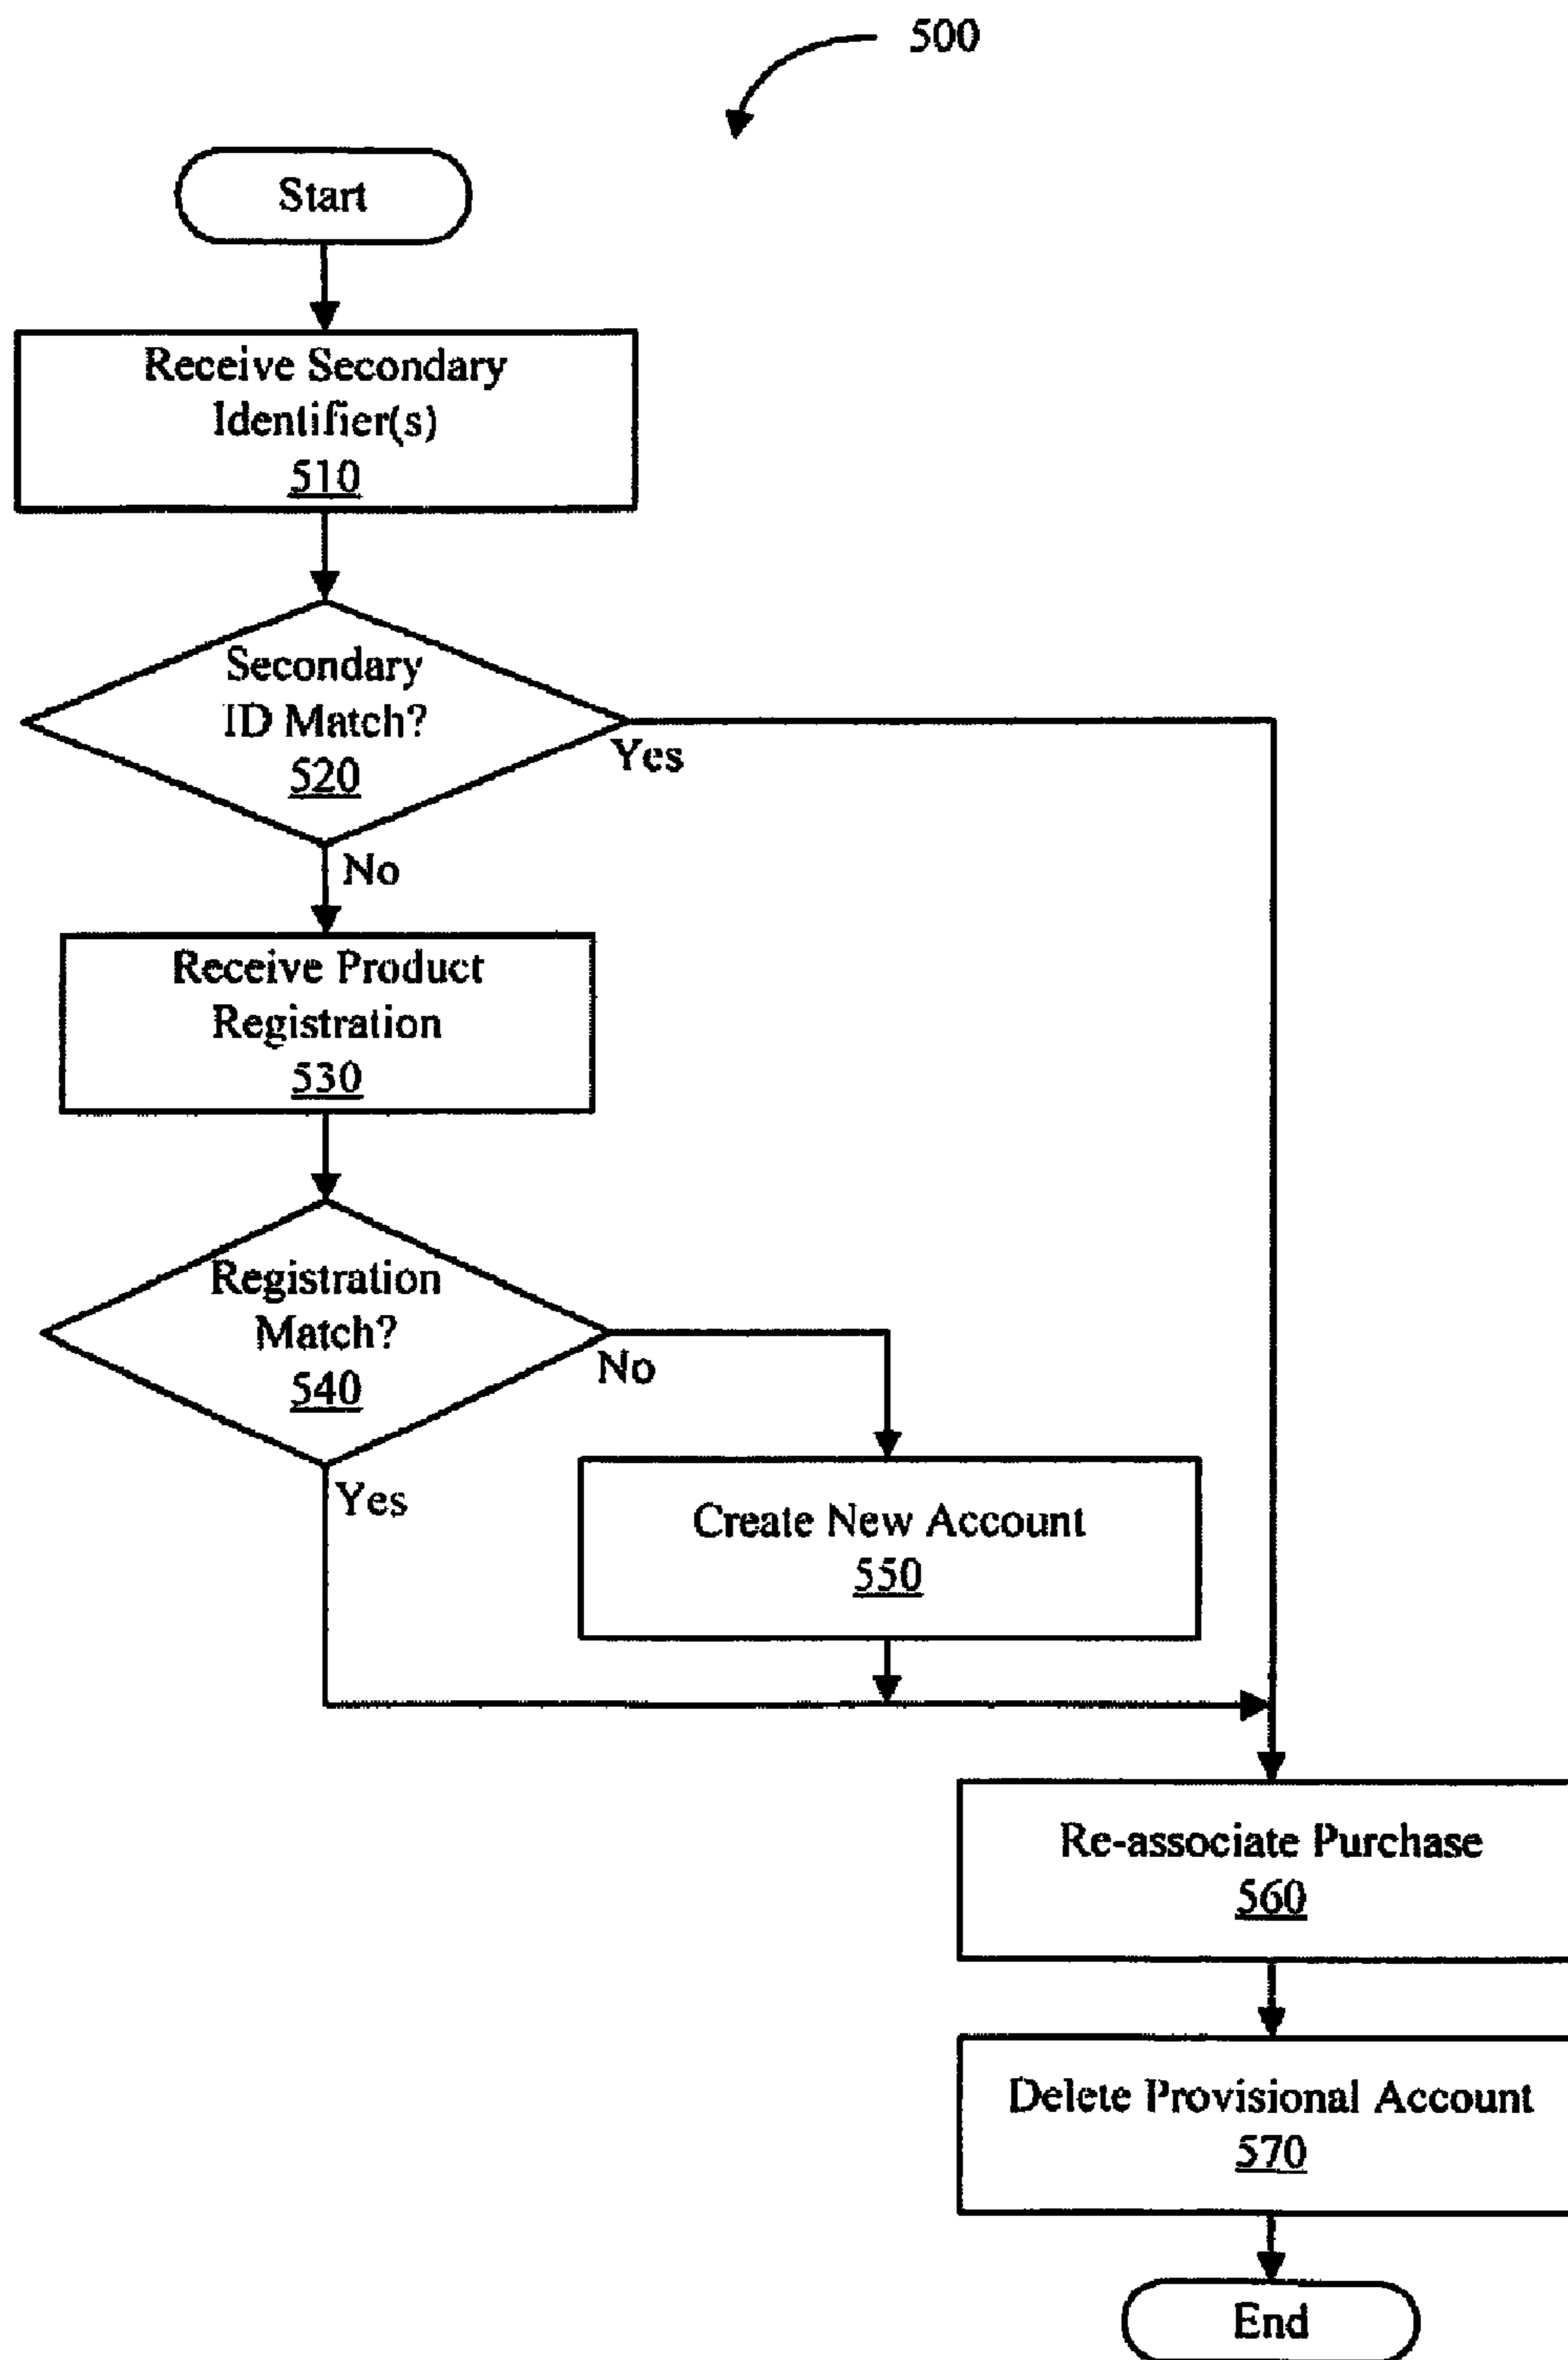 500
Start
Receive Secondary
Identifier(s)
510
Secondary
ID Match?
520
Yes
No
Receive Product
Registration
530
Registration
Match?
540
No
Yes
Create New Account
550
Re-associate Purchase
560
Delete Provisional Account
570
End